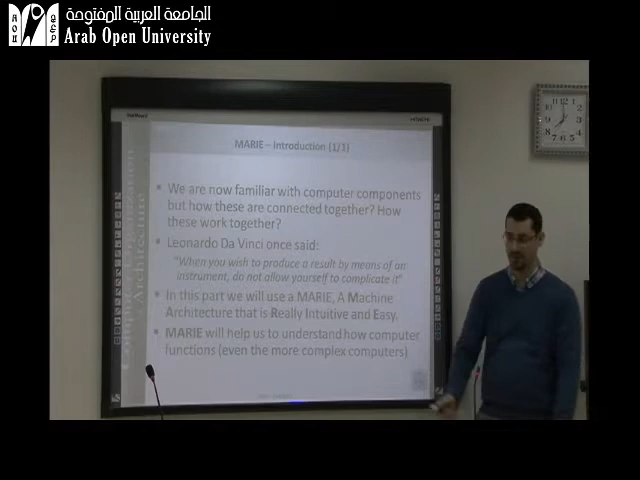 الجامعة العربية المفتوحة
Arab Open University
MARIE – Introduction (1/1)
• We are now familiar with computer components
but how these are connected together? How
these work together?
• Leonardo Da Vinci once said:
"When you wish to produce a result by means of an
instrument, do not allow yourself to complicate it"
• In this part we will use a MARIE, A Machine
Architecture that is Really Intuitive and Easy.
• MARIE will help us to understand how computer
functions (even the more complex computers)
Computer Organization
& Architecture